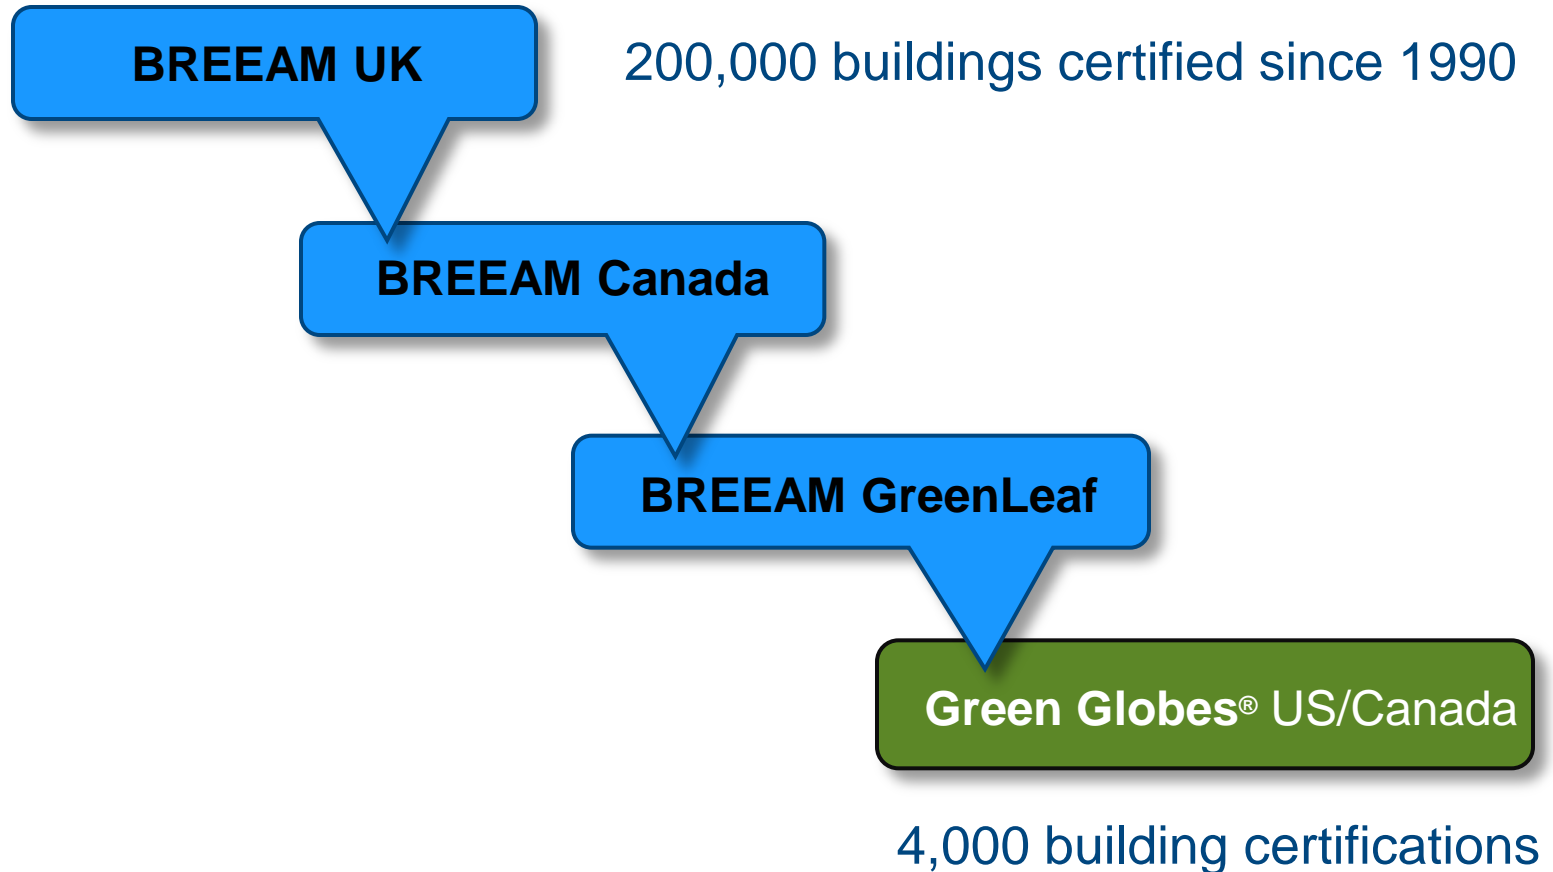 BREEAM UK
200,000 buildings certified since 1990
BREEAM Canada
BREEAM GreenLeaf
Green Globes® US/Canada
4,000 building certifications